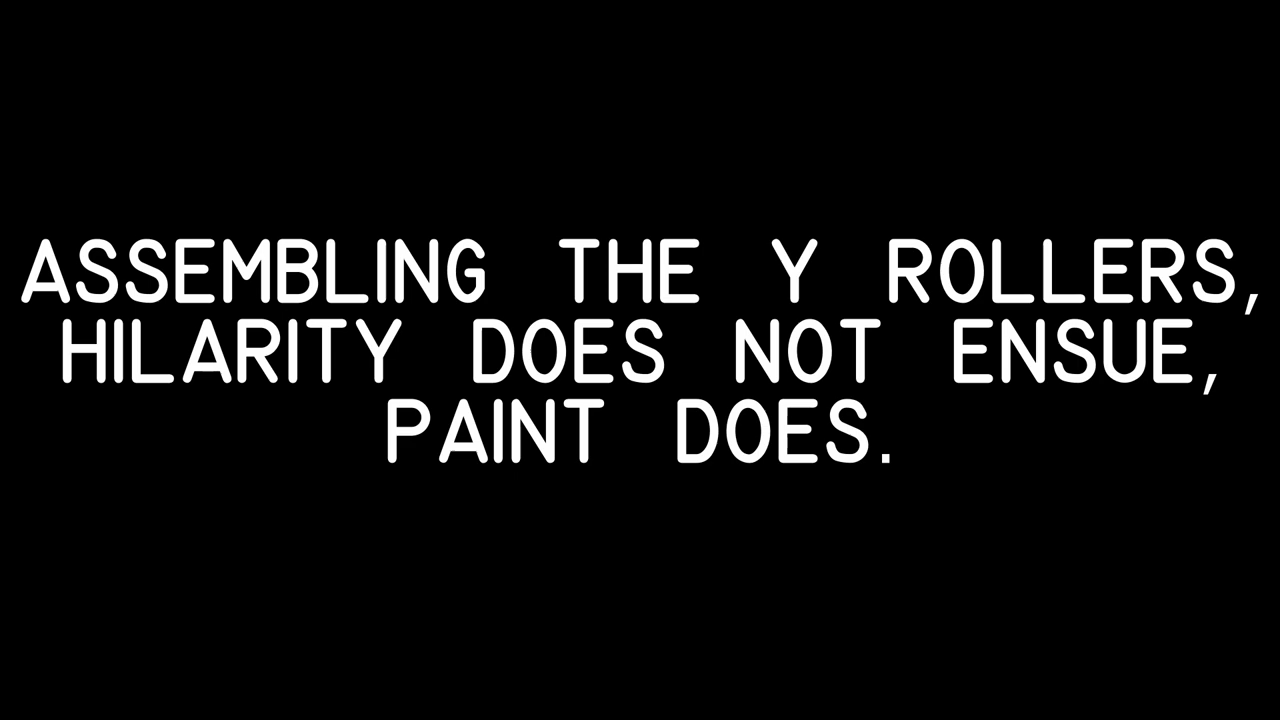 ASSEMBLING THE Y ROLLERS,
HILARITY DOES NOT ENSUE,
PAINT DOES.